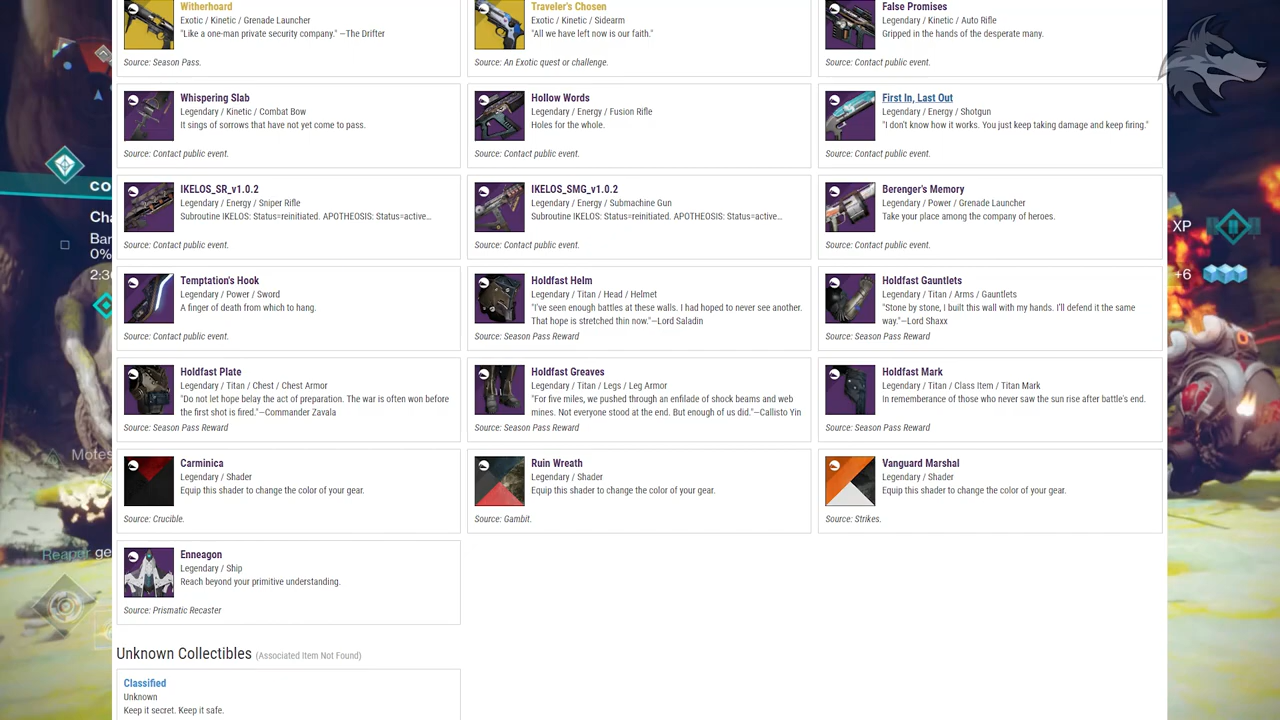 Witherhoard
Exotic / Kinetic / Grenade Launcher
"Like a one-man private security company." —The Drifter
Source: Season Pass.
Traveler's Chosen
Exotic / Kinetic / Sidearm
"All we have left now is our faith."
Source: An Exotic quest or challenge.
False Promises
Legendary / Kinetic / Auto Rifle
Gripped in the hands of the desperate many.
Source: Contact public event.
Whispering Slab
Legendary / Kinetic / Combat Bow
It sings of sorrows that have not yet come to pass.
Source: Contact public event.
Hollow Words
Legendary / Energy / Fusion Rifle
Holes for the whole.
Source: Contact public event.
First In, Last Out
Legendary / Energy / Shotgun
"I don't know how it works. You just keep taking damage and keep firing."
Source: Contact public event.
IKELOS_SR_v1.0.2
Legendary / Energy / Sniper Rifle
Subroutine IKELOS: Status=reinitiated. APOTHEOSIS: Status=active...
Source: Contact public event.
IKELOS_SMG_v1.0.2
Legendary / Energy / Submachine Gun
Subroutine IKELOS: Status=reinitiated. APOTHEOSIS: Status=active...
Source: Contact public event.
Berenger's Memory
Legendary / Power / Grenade Launcher
Take your place among the company of heroes.
Source: Contact public event.
Temptation's Hook
Legendary / Power / Sword
A finger of death from which to hang.
Source: Contact public event.
Holdfast Helm
Legendary / Titan / Head / Helmet
"I've seen enough battles at these walls. I had hoped to never see another.
That hope is stretched thin now."—Lord Saladin
Source: Season Pass Reward
Holdfast Gauntlets
Legendary / Titan / Arms / Gauntlets
"Stone by stone, I built this wall with my hands. I'll defend it the same
way."—Lord Shaxx
Source: Season Pass Reward
Holdfast Plate
Legendary / Titan / Chest / Chest Armor
"Do not let hope belay the act of preparation. The war is often won before
the first shot is fired."—Commander Zavala
Source: Season Pass Reward
Holdfast Greaves
Legendary / Titan / Legs / Leg Armor
"For five miles, we pushed through an enfilade of shock beams and web
mines. Not everyone stood at the end. But enough of us did."—Callisto Yin
Source: Season Pass Reward
Holdfast Mark
Legendary / Titan / Class Item / Titan Mark
In rememberance of those who never saw the sun rise after battle's end.
Source: Season Pass Reward
Carminica
Legendary / Shader
Equip this shader to change the color of your gear.
Source: Crucible.
Ruin Wreath
Legendary / Shader
Equip this shader to change the color of your gear.
Source: Gambit.
Vanguard Marshal
Legendary / Shader
Equip this shader to change the color of your gear.
Source: Strikes.
Enneagon
Legendary / Ship
Reach beyond your primitive understanding.
Source: Prismatic Recaster
Unknown Collectibles (Associated Item Not Found)
Classified
Unknown
Keep it secret. Keep it safe.
CO
Cha
Bar
0%
2:3
Motes
Reaper ge
XP
+6